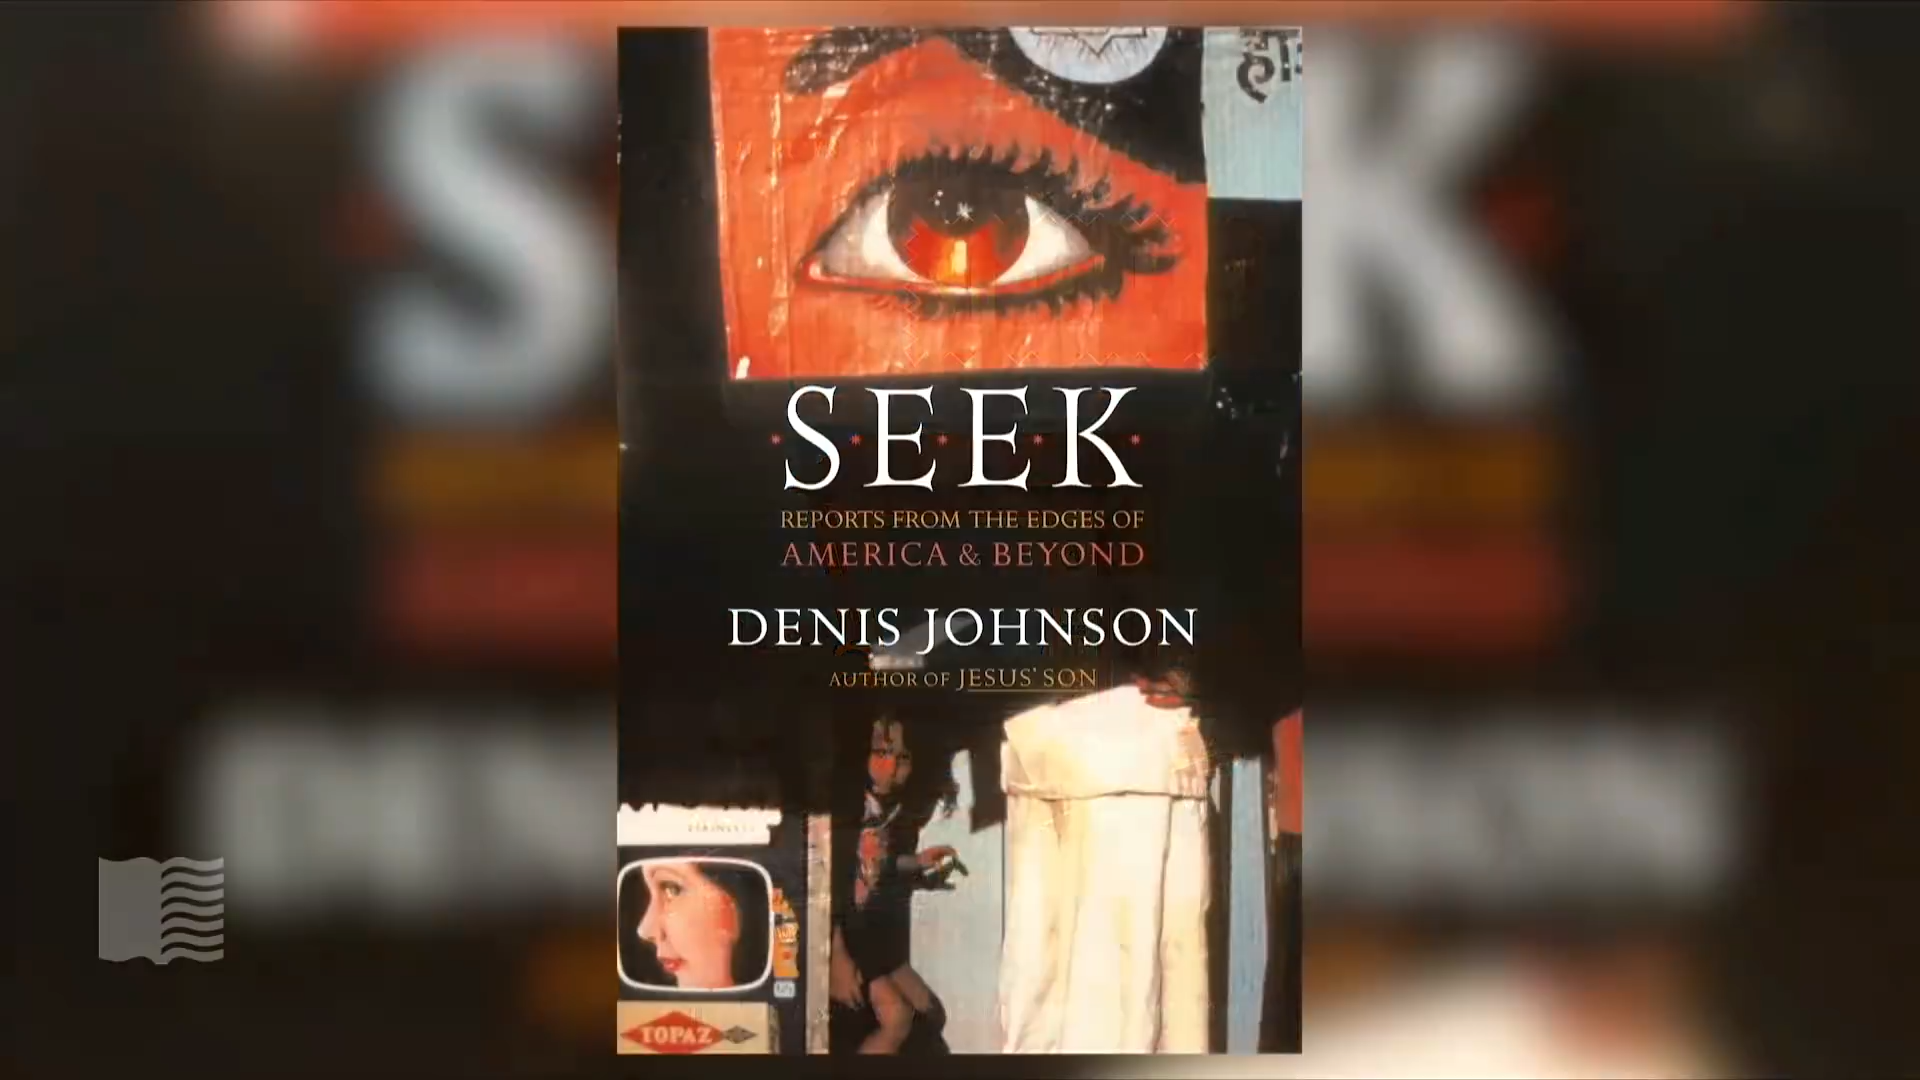 SEEK
REPORTS FROM THE EDGES OF
AMERICA & BEYOND
DENIS JOHNSON
AUTHOR OF JESUS' SON
TOPAZ